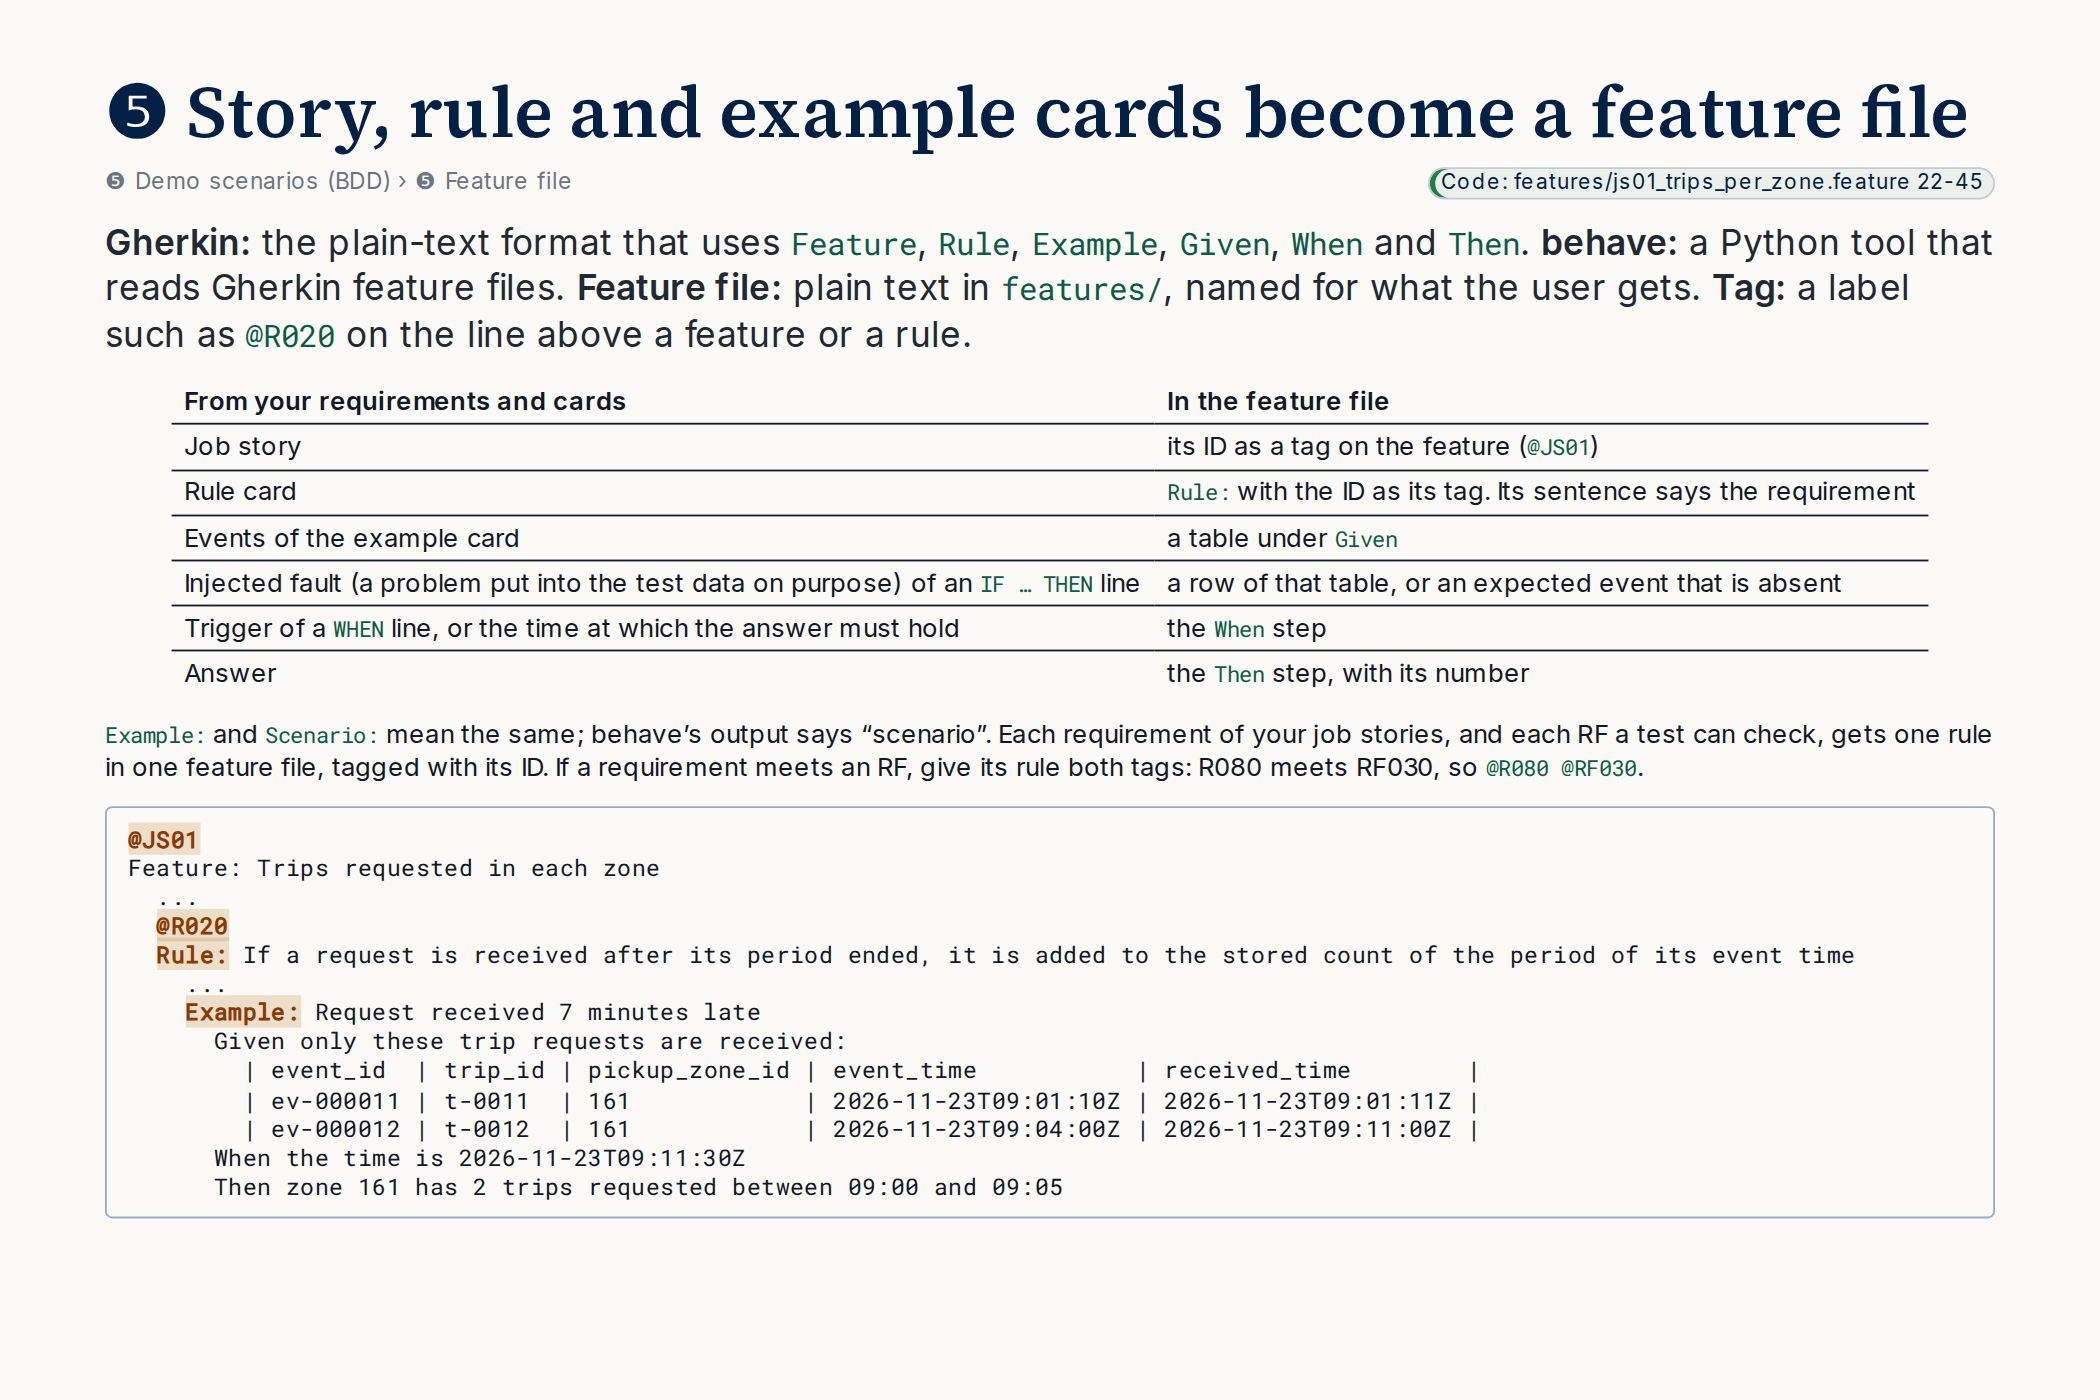 ❺ Story, rule and example cards become a feature file
❺ Demo scenarios (BDD) › ❺ Feature file
Code: features/js01_trips_per_zone.feature 22-45
Gherkin: the plain-text format that uses Feature, Rule, Example, Given, When and Then. behave: a Python tool that
reads Gherkin feature files. Feature file: plain text in features/, named for what the user gets. Tag: a label
such as @R020 on the line above a feature or a rule.
From your requirements and cards | In the feature file
Job story | its ID as a tag on the feature (@JS01)
Rule card | Rule: with the ID as its tag. Its sentence says the requirement
Events of the example card | a table under Given
Injected fault (a problem put into the test data on purpose) of an IF … THEN line | a row of that table, or an expected event that is absent
Trigger of a WHEN line, or the time at which the answer must hold | the When step
Answer | the Then step, with its number
Example: and Scenario: mean the same; behave’s output says “scenario”. Each requirement of your job stories, and each RF a test can check, gets one rule
in one feature file, tagged with its ID. If a requirement meets an RF, give its rule both tags: R080 meets RF030, so @R080 @RF030.
@JS01
Feature: Trips requested in each zone
  ...
  @R020
  Rule: If a request is received after its period ended, it is added to the stored count of the period of its event time
    ...
    Example: Request received 7 minutes late
      Given only these trip requests are received:
        | event_id  | trip_id | pickup_zone_id | event_time           | received_time        |
        | ev-000011 | t-0011  | 161            | 2026-11-23T09:01:10Z | 2026-11-23T09:01:11Z |
        | ev-000012 | t-0012  | 161            | 2026-11-23T09:04:00Z | 2026-11-23T09:11:00Z |
      When the time is 2026-11-23T09:11:30Z
      Then zone 161 has 2 trips requested between 09:00 and 09:05